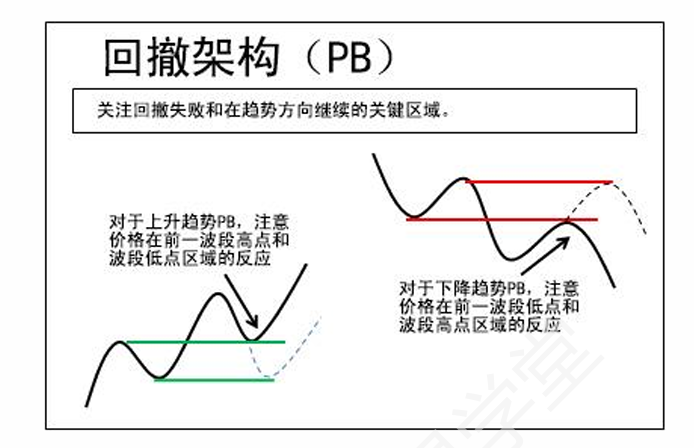 回撤架构（PB）
关注回撤失败和在趋势方向继续的关键区域。
对于上升趋势PB，注意
价格在前一波段高点和
波段低点区域的反应
对于下降趋势PB，注意
价格在前一波段低点和
波段高点区域的反应
学堂